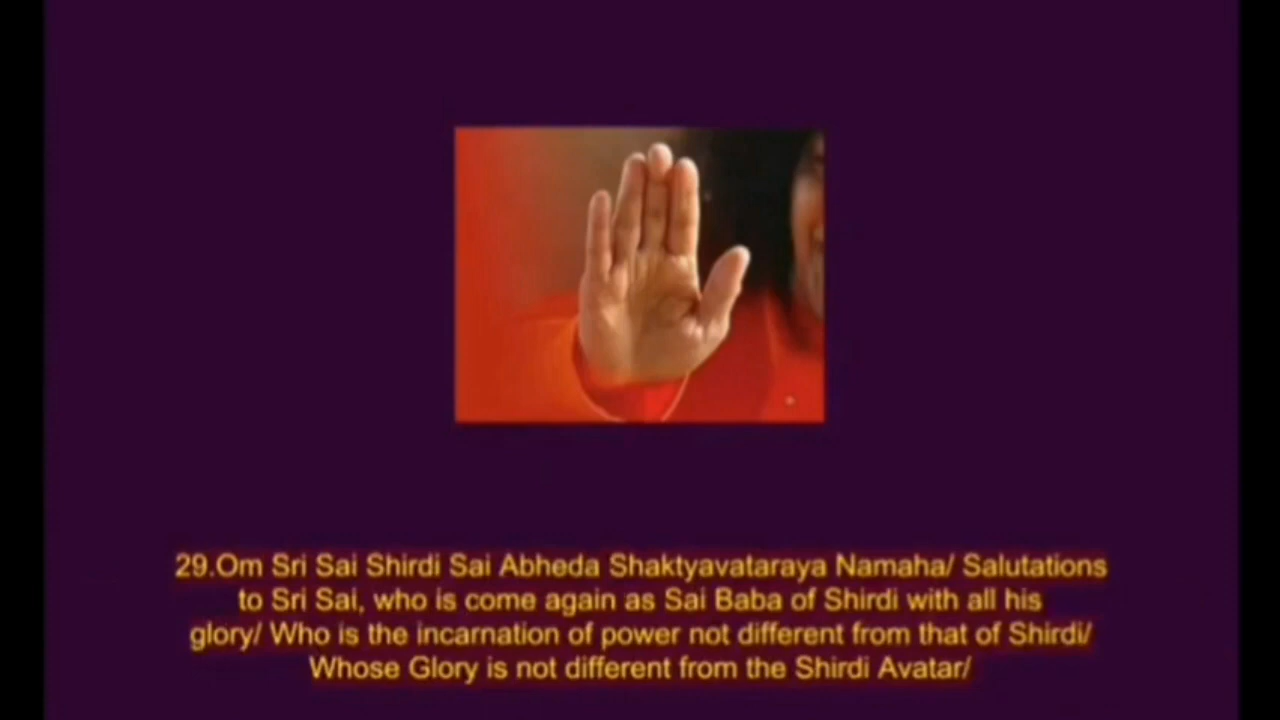 29.Om Sri Sai Shirdi Sai Abheda Shaktyavataraya Namaha/ Salutations
to Sri Sai, who is come again as Sai Baba of Shirdi with all his
glory/ Who is the incarnation of power not different from that of Shirdi/
Whose Glory is not different from the Shirdi Avatar/